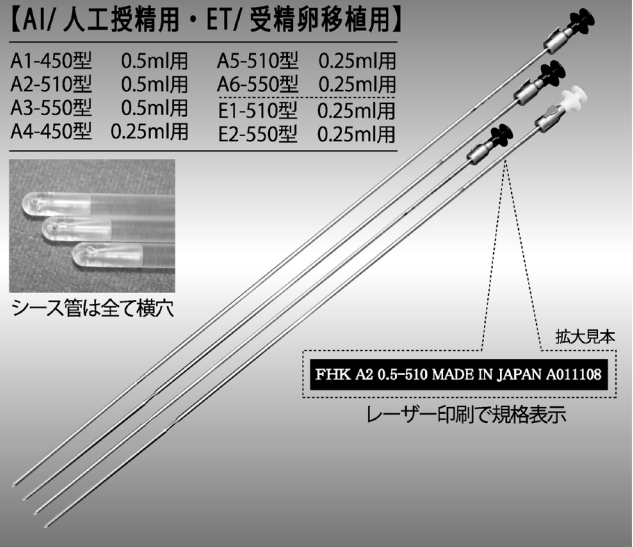 【AI/人工授精用・ET/受精卵移植用】
A1-450型 0.5ml用
A2-510型 0.5ml用
A3-550型 0.5ml用
A4-450型 0.25ml用
A5-510型 0.25ml用
A6-550型 0.25ml用
E1-510型 0.25ml用
E2-550型 0.25ml用
シース管は全て横穴
拡大見本
FHK A2 0.5-510 MADE IN JAPAN A011108
レーザー印刷で規格表示